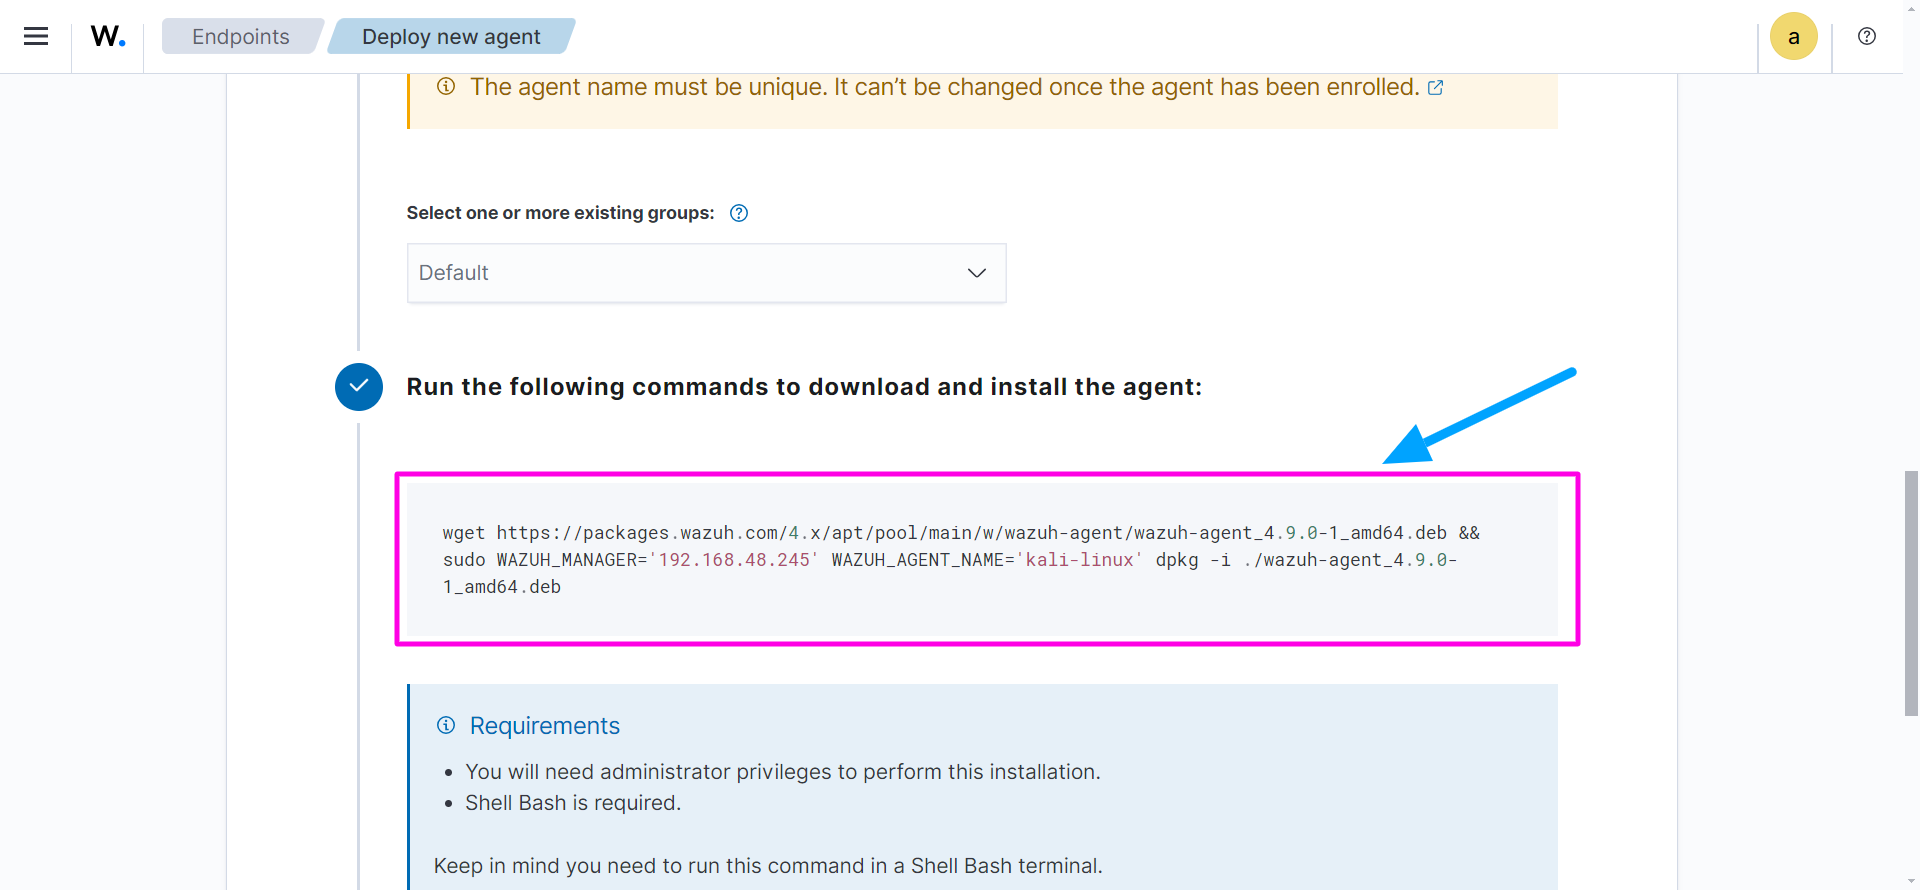 W.
Endpoints
Deploy new agent
a
The agent name must be unique. It can’t be changed once the agent has been enrolled.
Select one or more existing groups:
Default
Run the following commands to download and install the agent:
wget https://packages.wazuh.com/4.x/apt/pool/main/w/wazuh-agent/wazuh-agent_4.9.0-1_amd64.deb &&
sudo WAZUH_MANAGER='192.168.48.245' WAZUH_AGENT_NAME='kali-linux' dpkg -i ./wazuh-agent_4.9.0-
1_amd64.deb
Requirements
• You will need administrator privileges to perform this installation.
• Shell Bash is required.
Keep in mind you need to run this command in a Shell Bash terminal.